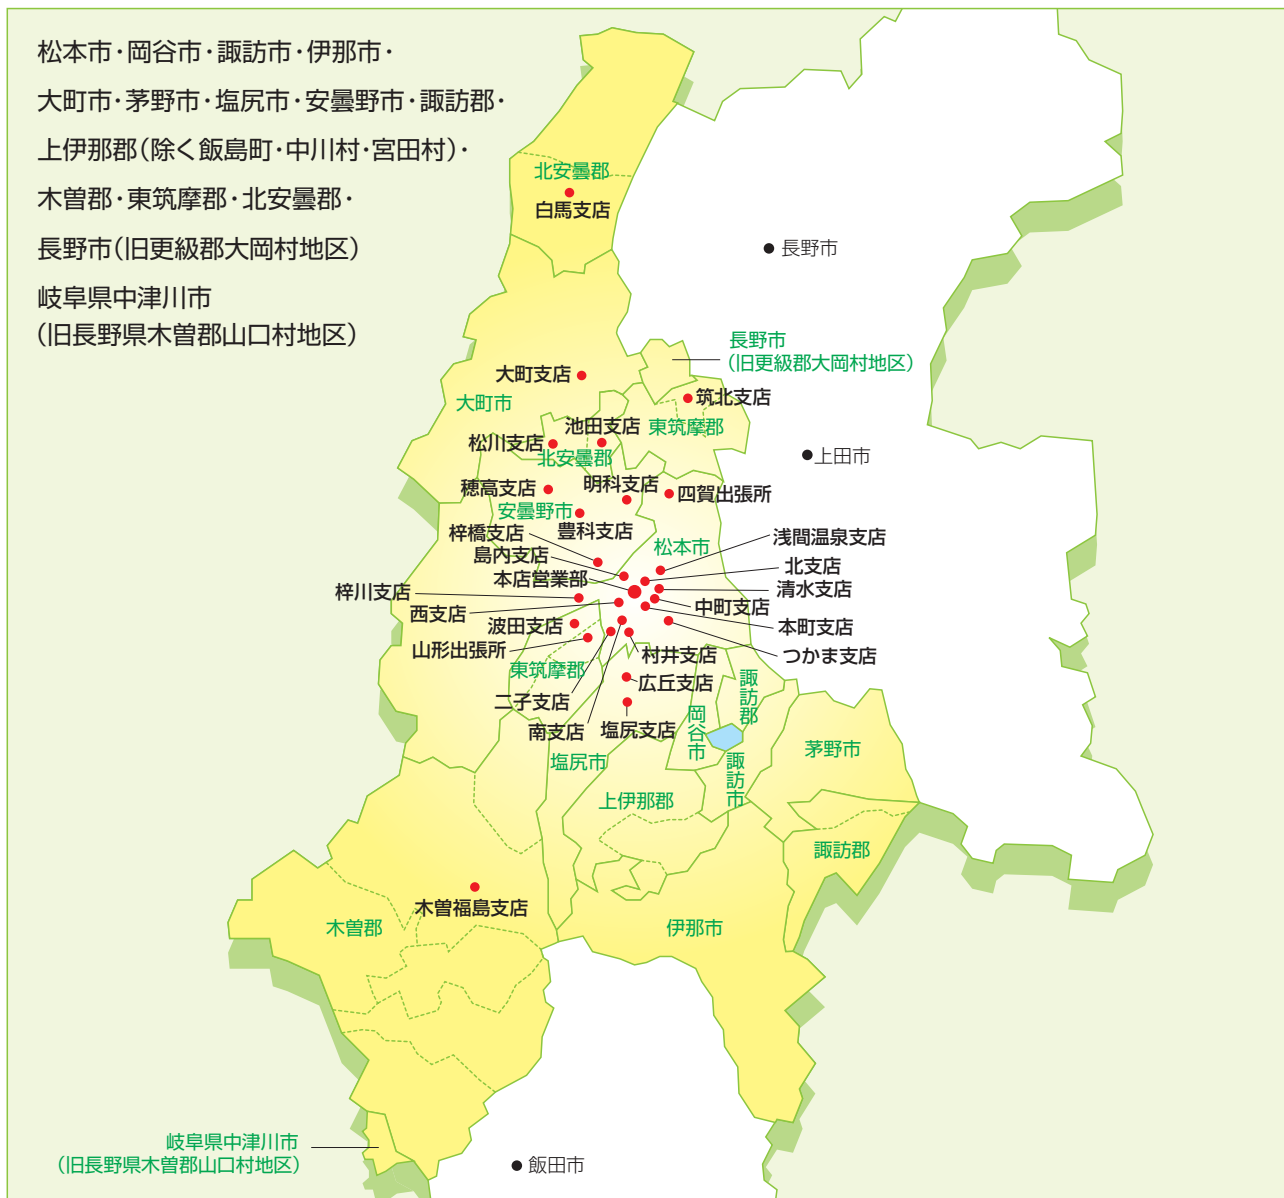 松本市・岡谷市・諏訪市・伊那市・
大町市・茅野市・塩尻市・安曇野市・諏訪郡・
上伊那郡（除く飯島町・中川村・宮田村）・
木曽郡・東筑摩郡・北安曇郡・
長野市（旧更級郡大岡村地区）
岐阜県中津川市
（旧長野県木曽郡山口村地区）
北安曇郡
白馬支店
長野市
長野市
（旧更級郡大岡村地区）
大町支店
大町市
筑北支店
東筑摩郡
池田支店
松川支店
北安曇郡
上田市
穂高支店
明科支店
四賀出張所
安曇野市
豊科支店
梓橋支店
島内支店
本店営業部
松本市
浅間温泉支店
北支店
清水支店
梓川支店
西支店
中町支店
波田支店
本町支店
山形出張所
村井支店
つかま支店
東筑摩郡
広丘支店
諏訪郡
二子支店
南支店
塩尻支店
岡谷市
塩尻市
諏訪市
茅野市
上伊那郡
諏訪郡
木曽福島支店
木曽郡
伊那市
岐阜県中津川市
（旧長野県木曽郡山口村地区）
飯田市